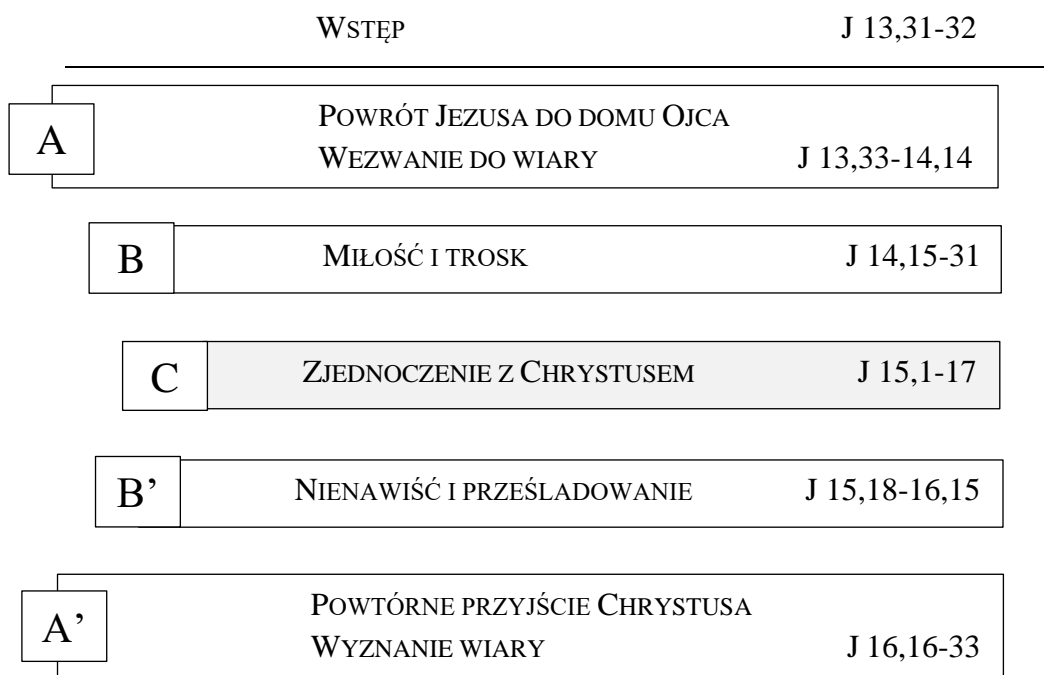 Wstęp J 13,31-32
A
Powrót Jezusa do domu Ojca
Wezwanie do wiary J 13,33-14,14
B Miłość i trosk J 14,15-31
C Zjednoczenie z Chrystusem J 15,1-17
B’ Nienawiść i prześladowanie J 15,18-16,15
A’
Powtórne przyjście Chrystusa
Wyznanie wiary J 16,16-33